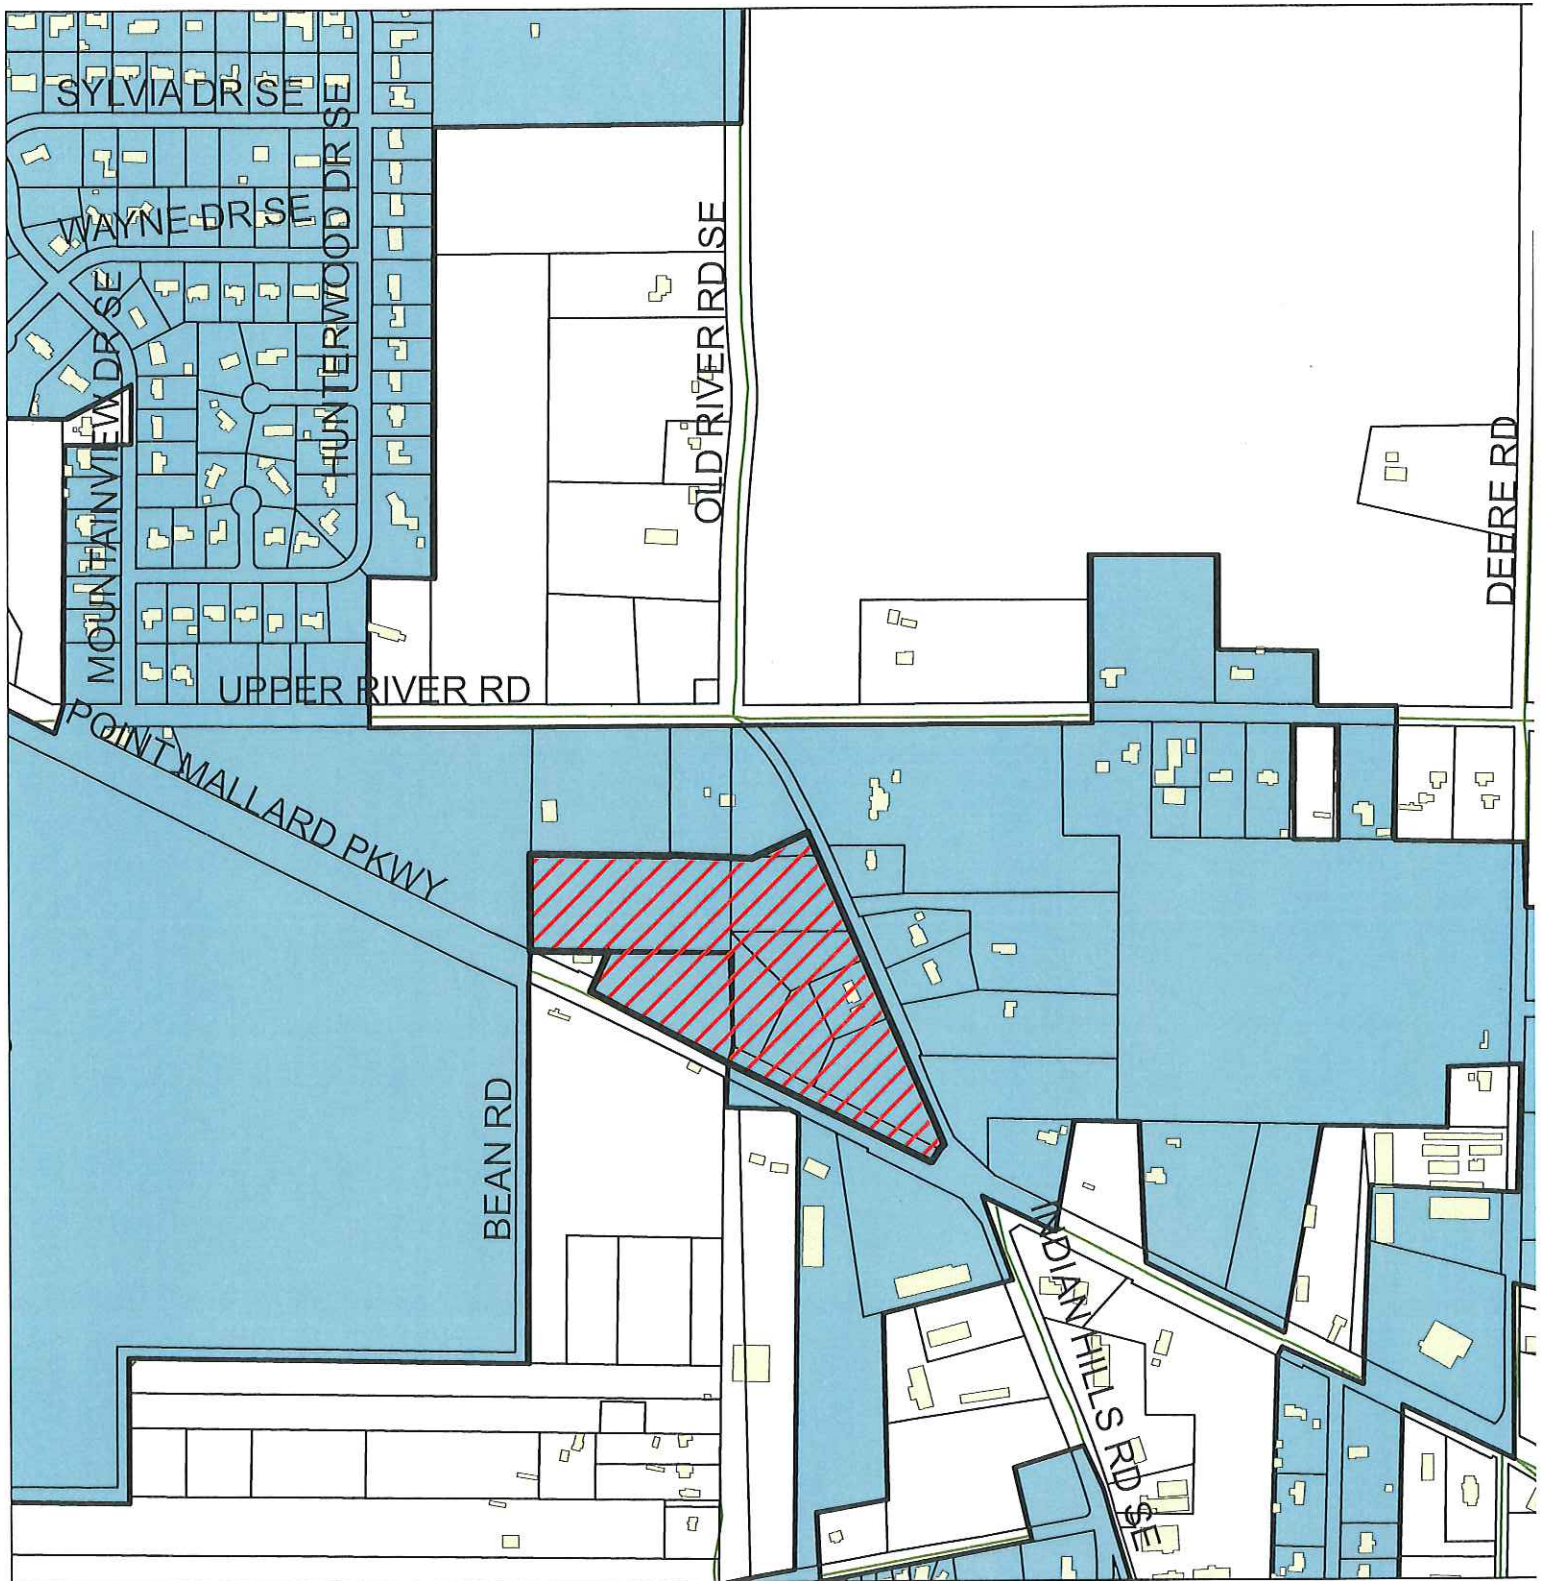 SYLVIA DR SE
HUNTERWOOD DR SE
WAYNE DR SE
OLD RIVER RD SE
MOUNTAINVIEW DR SE
DEERE RD
UPPER RIVER RD
POINT MALLARD PKWY
BEAN RD
INDIAN HILLS RD SE